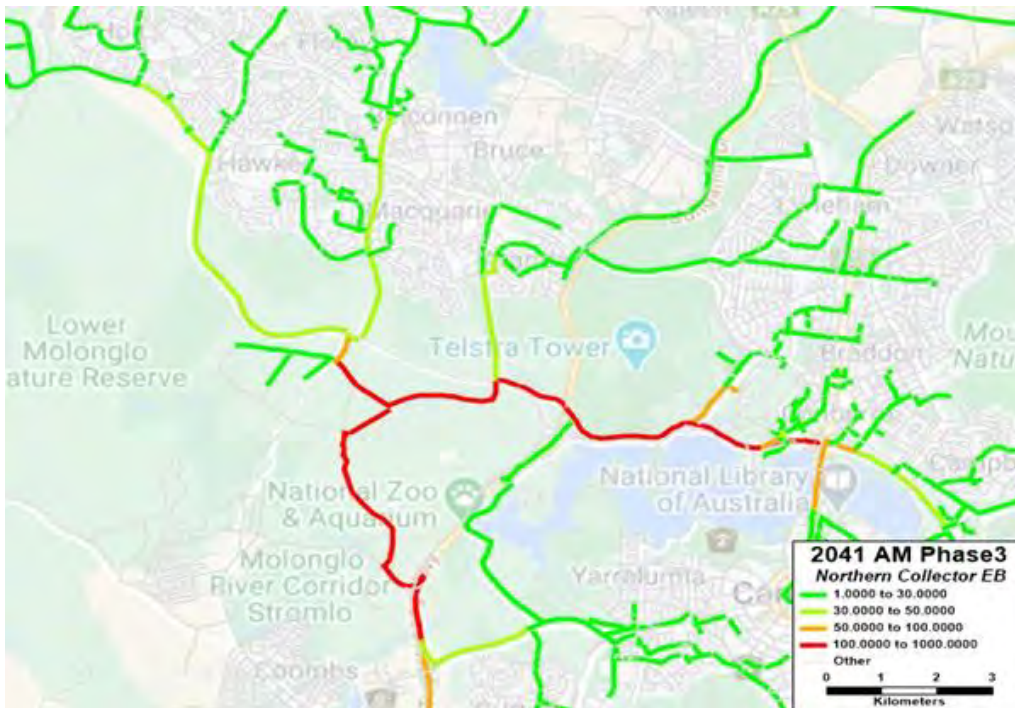 Hawke
Bruce
Macquarie
Downer
Telstra Tower
Lower
Molonglo
ature Reserve
Braddon
National Library
of Australia
National Zoo
& Aquarium
Molonglo
River Corridor
Stromlo
Yarralumla
Coombs
2041 AM Phase3
Northern Collector EB
1.0000 to 30.0000
30.0000 to 50.0000
50.0000 to 100.0000
100.0000 to 1000.0000
Other
0 1 2 3
Kilometers